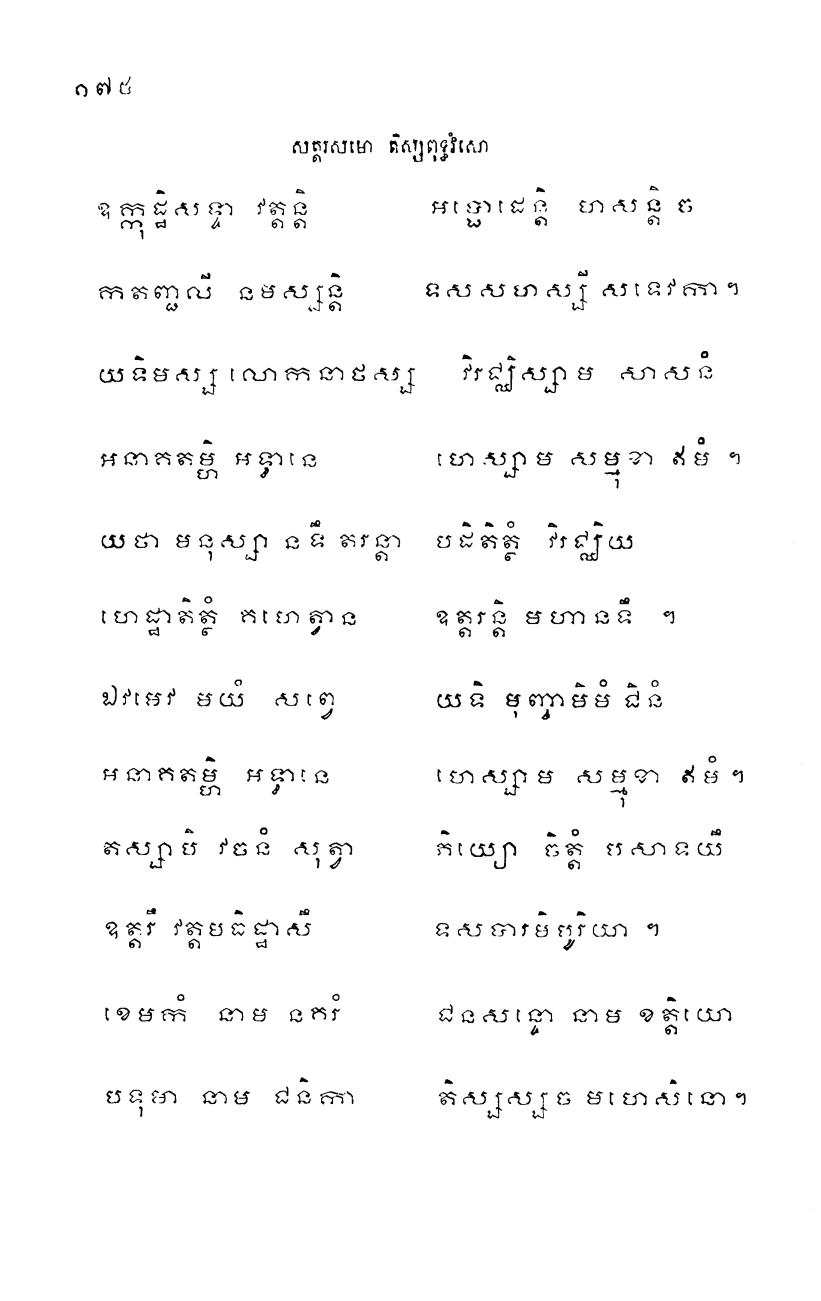 ១៧៥
សត្តរសមោ តិស្សពុទ្ធវំសោ
ឧក្កុដ្ឋិសទ្ទា វត្តន្តិ អប្ផោដេន្តិ ហសន្តិ ច
កតញ្ជលី នមស្សន្តិ ទសសហស្សី សទេវកា។
យទិមស្ស លោកនាថស្ស វិរជ្ឈិស្សាម សាសនំ
អនាគតម្ហិ អទ្ធានេ ហេស្សាម សម្មុខា ឥមំ ។
យថា មនុស្សា នទឹ តរន្តា បដិតិត្ថំ វិរជ្ឈិយ
ហេដ្ឋាតិត្ថំ គហេត្វាន ឧត្តរន្តិ មហានទឹ ។
ឯវមេវ មយំ សព្វេ យទិ មុញ្ចាមិមំ ជិនំ
អនាគតម្ហិ អទ្ធានេ ហេស្សាម សម្មុខា ឥមំ។
តស្សាបិ វចនំ សុត្វា ភិយ្យោ ចិត្តំ បសាទយឹ
ឧត្តរឹ វត្តមធិដ្ឋាសឹ ទសបារមិបូរិយា ។
ខេមកំ នាម នគរំ ជនសន្ទោ នាម ខត្តិយោ
បទុមា នាម ជនិកា តិស្សស្សច មហេសិនោ។